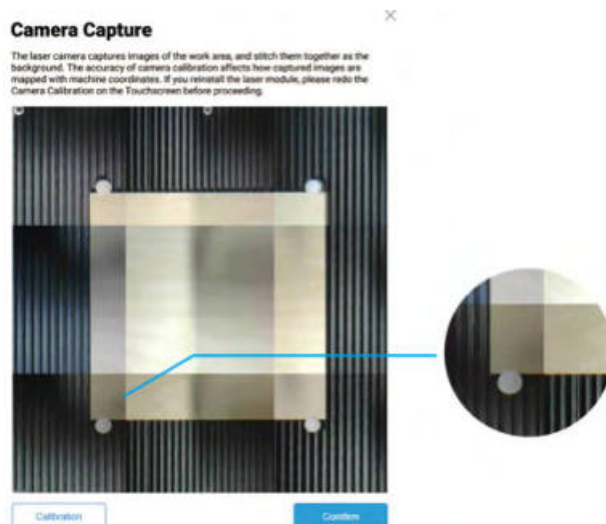 Camera Capture
The laser camera captures images of the work area, and stitch them together as the
background. The accuracy of camera calibration affects how captured images are
mapped with machine coordinates. If you reinstall the laser module, please redo the
Camera Calibration on the Touchscreen before proceeding.
Calibration
Confirm